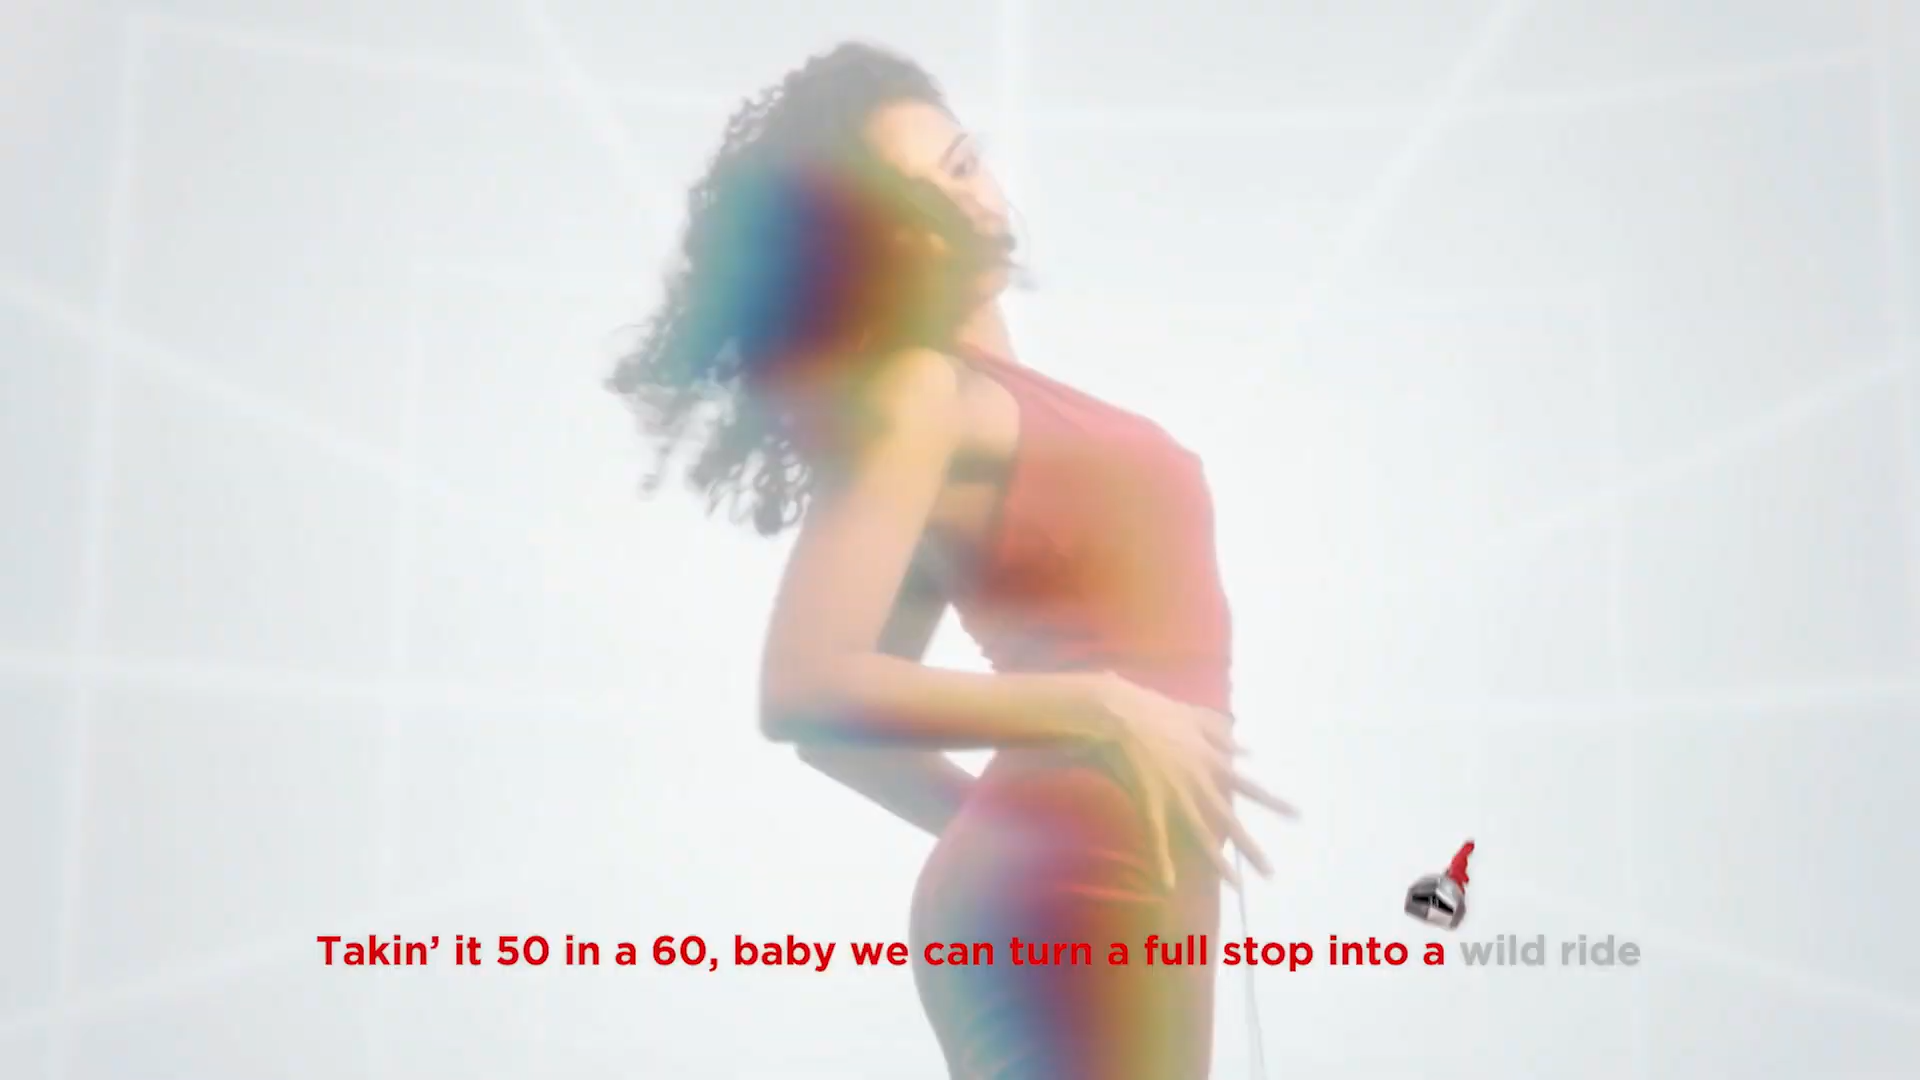 Takin’ it 50 in a 60, baby we can turn a full stop into a wild ride